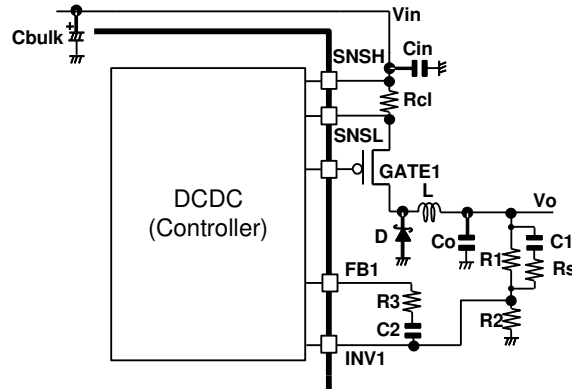 Vin
Cbulk
SNSH
Cin
Rcl
SNSL
GATE1
DCDC
(Controller)
L
Vo
D
Co
R1
C1
Rs
FB1
R3
C2
R2
INV1